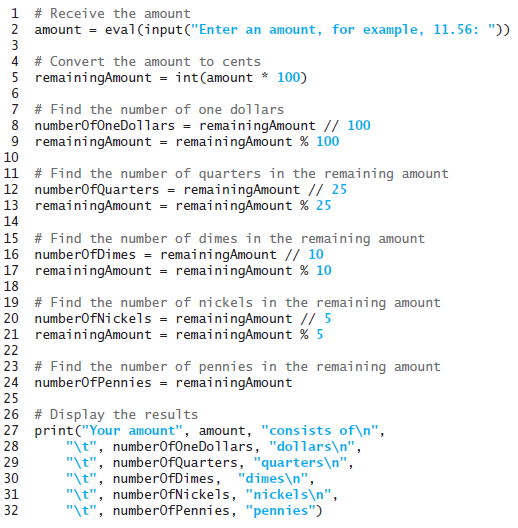 1 # Receive the amount
2 amount = eval(input("Enter an amount, for example, 11.56: "))
3
4 # Convert the amount to cents
5 remainingAmount = int(amount * 100)
6
7 # Find the number of one dollars
8 numberOfOneDollars = remainingAmount // 100
9 remainingAmount = remainingAmount % 100
10
11 # Find the number of quarters in the remaining amount
12 numberOfQuarters = remainingAmount // 25
13 remainingAmount = remainingAmount % 25
14
15 # Find the number of dimes in the remaining amount
16 numberOfDimes = remainingAmount // 10
17 remainingAmount = remainingAmount % 10
18
19 # Find the number of nickels in the remaining amount
20 numberOfNickels = remainingAmount // 5
21 remainingAmount = remainingAmount % 5
22
23 # Find the number of pennies in the remaining amount
24 numberOfPennies = remainingAmount
25
26 # Display the results
27 print("Your amount", amount, "consists of\n",
28     "\t", numberOfOneDollars, "dollars\n",
29     "\t", numberOfQuarters, "quarters\n",
30     "\t", numberOfDimes,  "dimes\n",
31     "\t", numberOfNickels, "nickels\n",
32     "\t", numberOfPennies, "pennies")